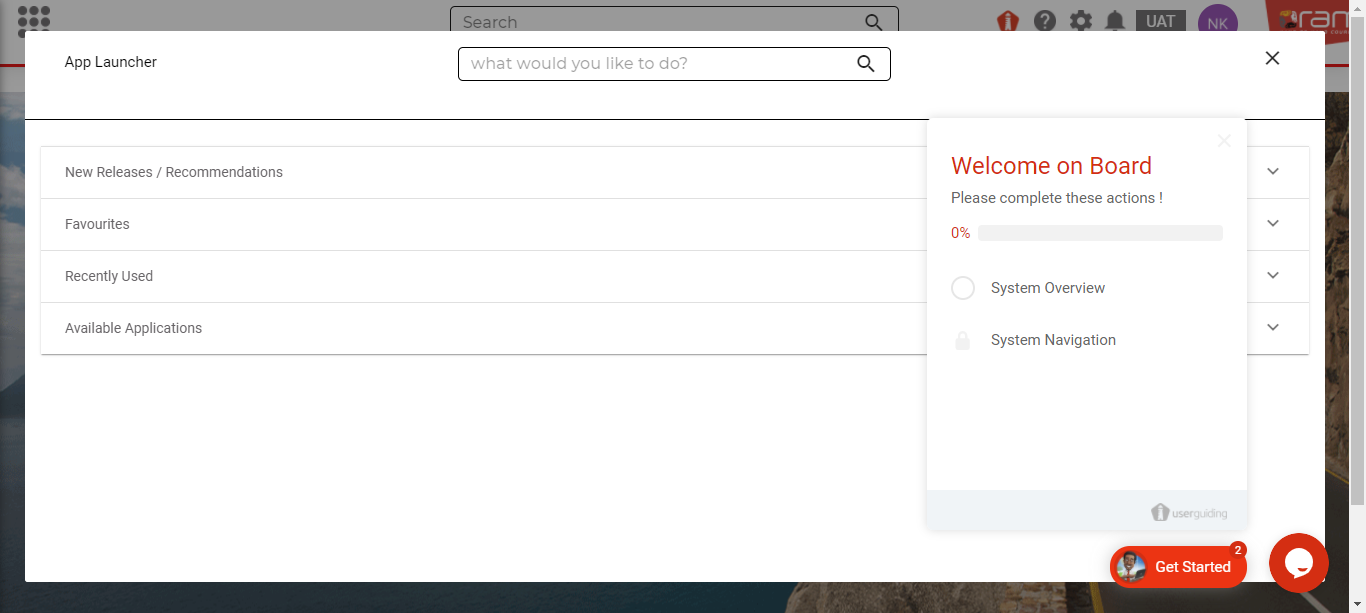 Search
UAT
NK
App Launcher
what would you like to do?
New Releases / Recommendations
Favourites
Recently Used
Available Applications
Welcome on Board
Please complete these actions !
0%
System Overview
System Navigation
userguiding
2
Get Started